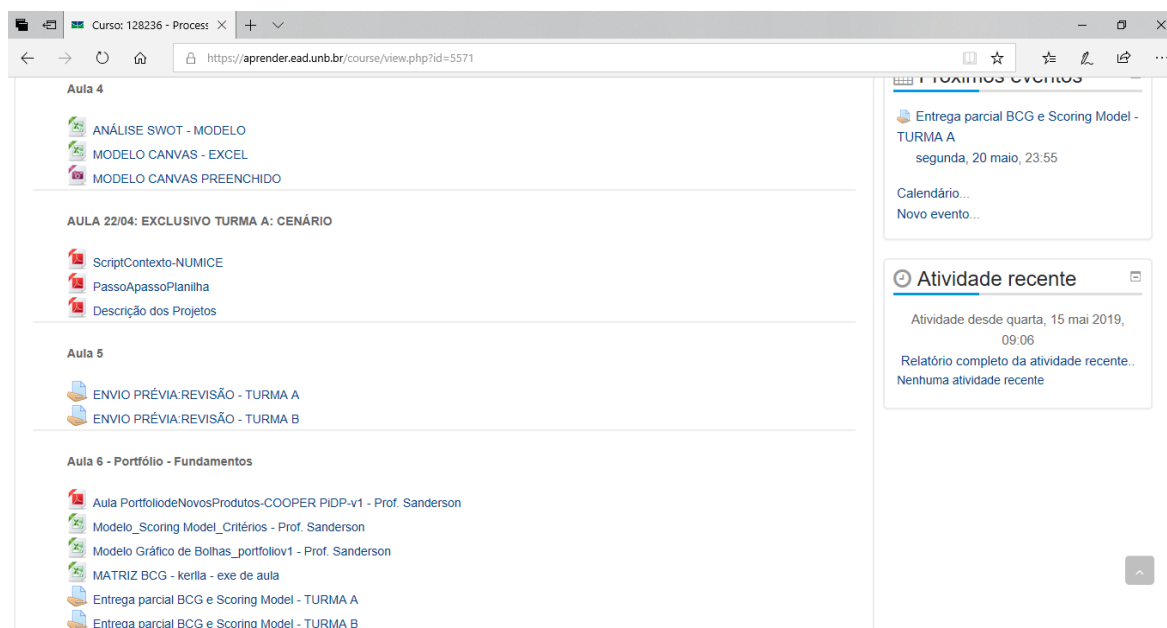 Curso: 128236 - Process
https://aprender.ead.unb.br/course/view.php?id=5571
Aula 4
ANÁLISE SWOT - MODELO
MODELO CANVAS - EXCEL
MODELO CANVAS PREENCHIDO
AULA 22/04: EXCLUSIVO TURMA A: CENÁRIO
ScriptContexto-NUMICE
PassoApassoPlanilha
Descrição dos Projetos
Aula 5
ENVIO PRÉVIA:REVISÃO - TURMA A
ENVIO PRÉVIA:REVISÃO - TURMA B
Aula 6 - Portfólio - Fundamentos
Aula PortfoliodeNovosProdutos-COOPER PiDP-v1 - Prof. Sanderson
Modelo_Scoring Model_Critérios - Prof. Sanderson
Modelo Gráfico de Bolhas_portfoliov1 - Prof. Sanderson
MATRIZ BCG - kerlla - exe de aula
Entrega parcial BCG e Scoring Model - TURMA A
Entrega parcial BCG e Scoring Model - TURMA B
Próximos eventos
Entrega parcial BCG e Scoring Model -
TURMA A
segunda, 20 maio, 23:55
Calendário...
Novo evento...
Atividade recente
Atividade desde quarta, 15 mai 2019,
09:06
Relatório completo da atividade recente..
Nenhuma atividade recente